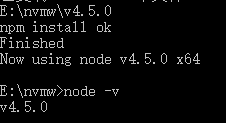 E:\nvmw\v4.5.0
npm install ok
Finished
Now using node v4.5.0 x64
E:\nvmw>node -v
v4.5.0